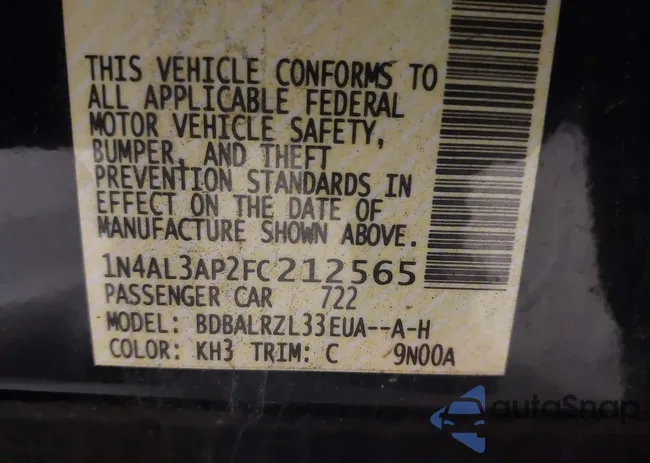 THIS VEHICLE CONFORMS TO
ALL APPLICABLE FEDERAL
MOTOR VEHICLE SAFETY,
BUMPER, AND THEFT
PREVENTION STANDARDS IN
EFFECT ON THE DATE OF
MANUFACTURE SHOWN ABOVE.
1N4AL3AP2FC212565
PASSENGER CAR 722
MODEL: BDBALRZL33EUA--A-H
COLOR: KH3 TRIM: C 9N00A
autoSnap